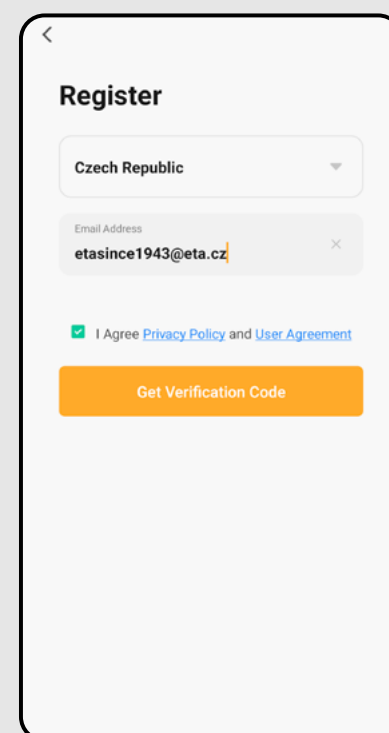 Register
Czech Republic
Email Address
etasince1943@eta.cz
I Agree Privacy Policy and User Agreement
Get Verification Code